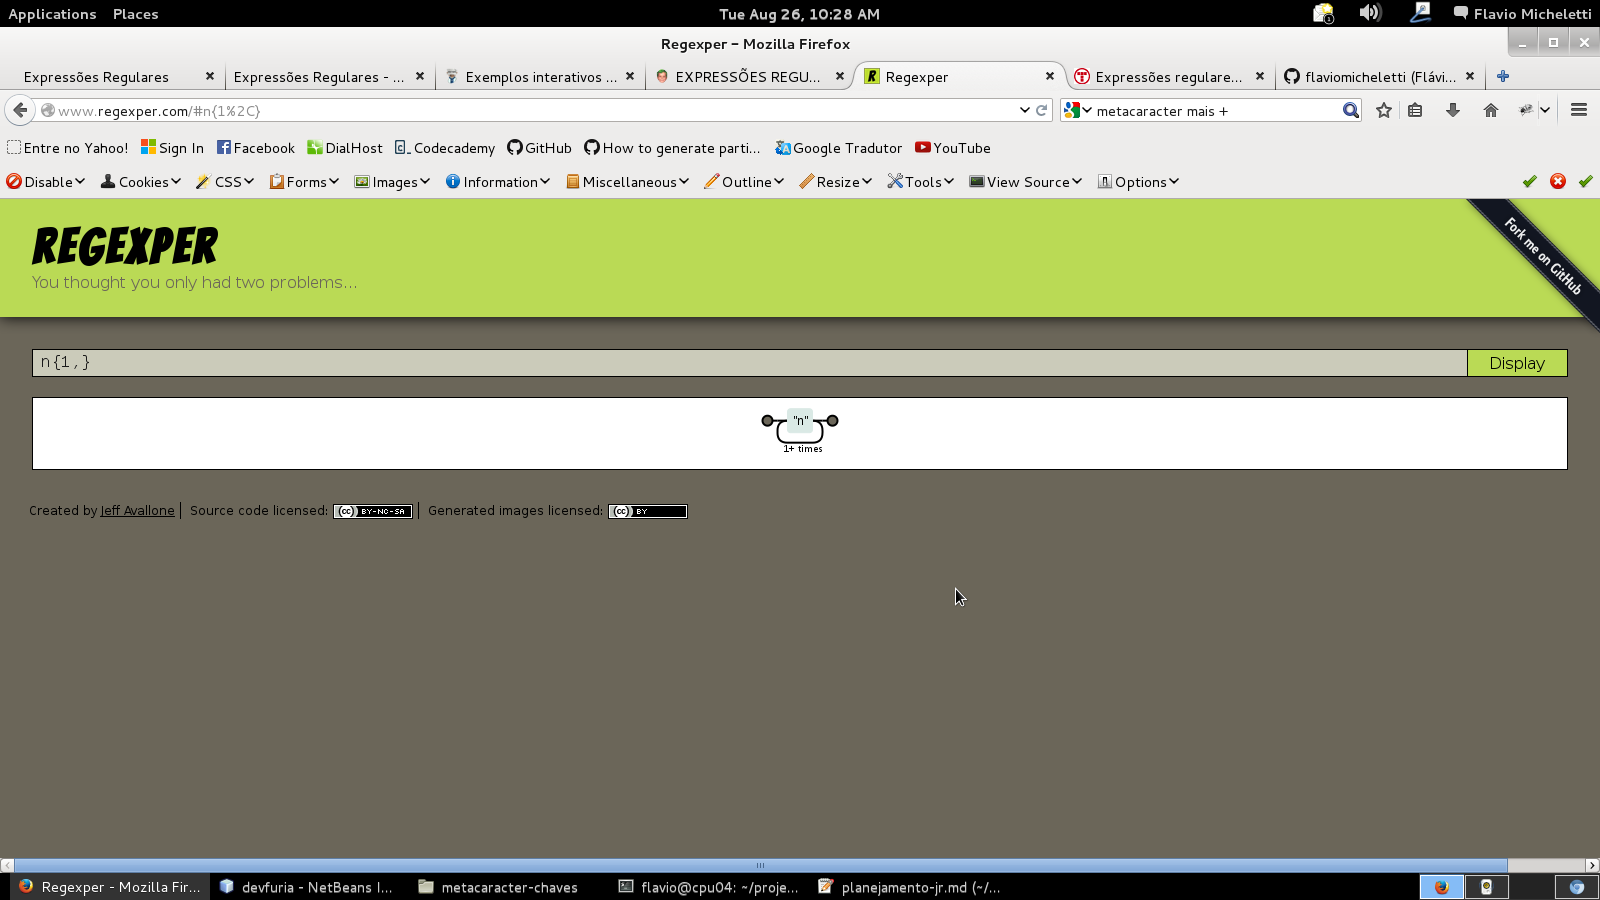 Applications Places Tue Aug 26, 10:28 AM Flavio Micheletti
Regexper - Mozilla Firefox
Expressões Regulares Expressões Regulares - ... Exemplos interativos ... EXPRESSÕES REGU... Regexper Expressões regulare... flaviomicheletti (Flávi...
www.regexper.com/#n{1%2C} metacaracter mais +
Entre no Yahoo! Sign In Facebook DialHost Codecademy GitHub How to generate parti... Google Tradutor YouTube
Disable Cookies CSS Forms Images Information Miscellaneous Outline Resize Tools View Source Options
REGEXPER
You thought you only had two problems...
Fork me on GitHub
n{1,} Display
"n"
1+ times
Created by Jeff Avallone Source code licensed: cc BY-NC-SA Generated images licensed: cc BY
Regexper - Mozilla Fir... devfuria - NetBeans I... metacaracter-chaves flavio@cpu04: ~/proje... planejamento-jr.md (~/...